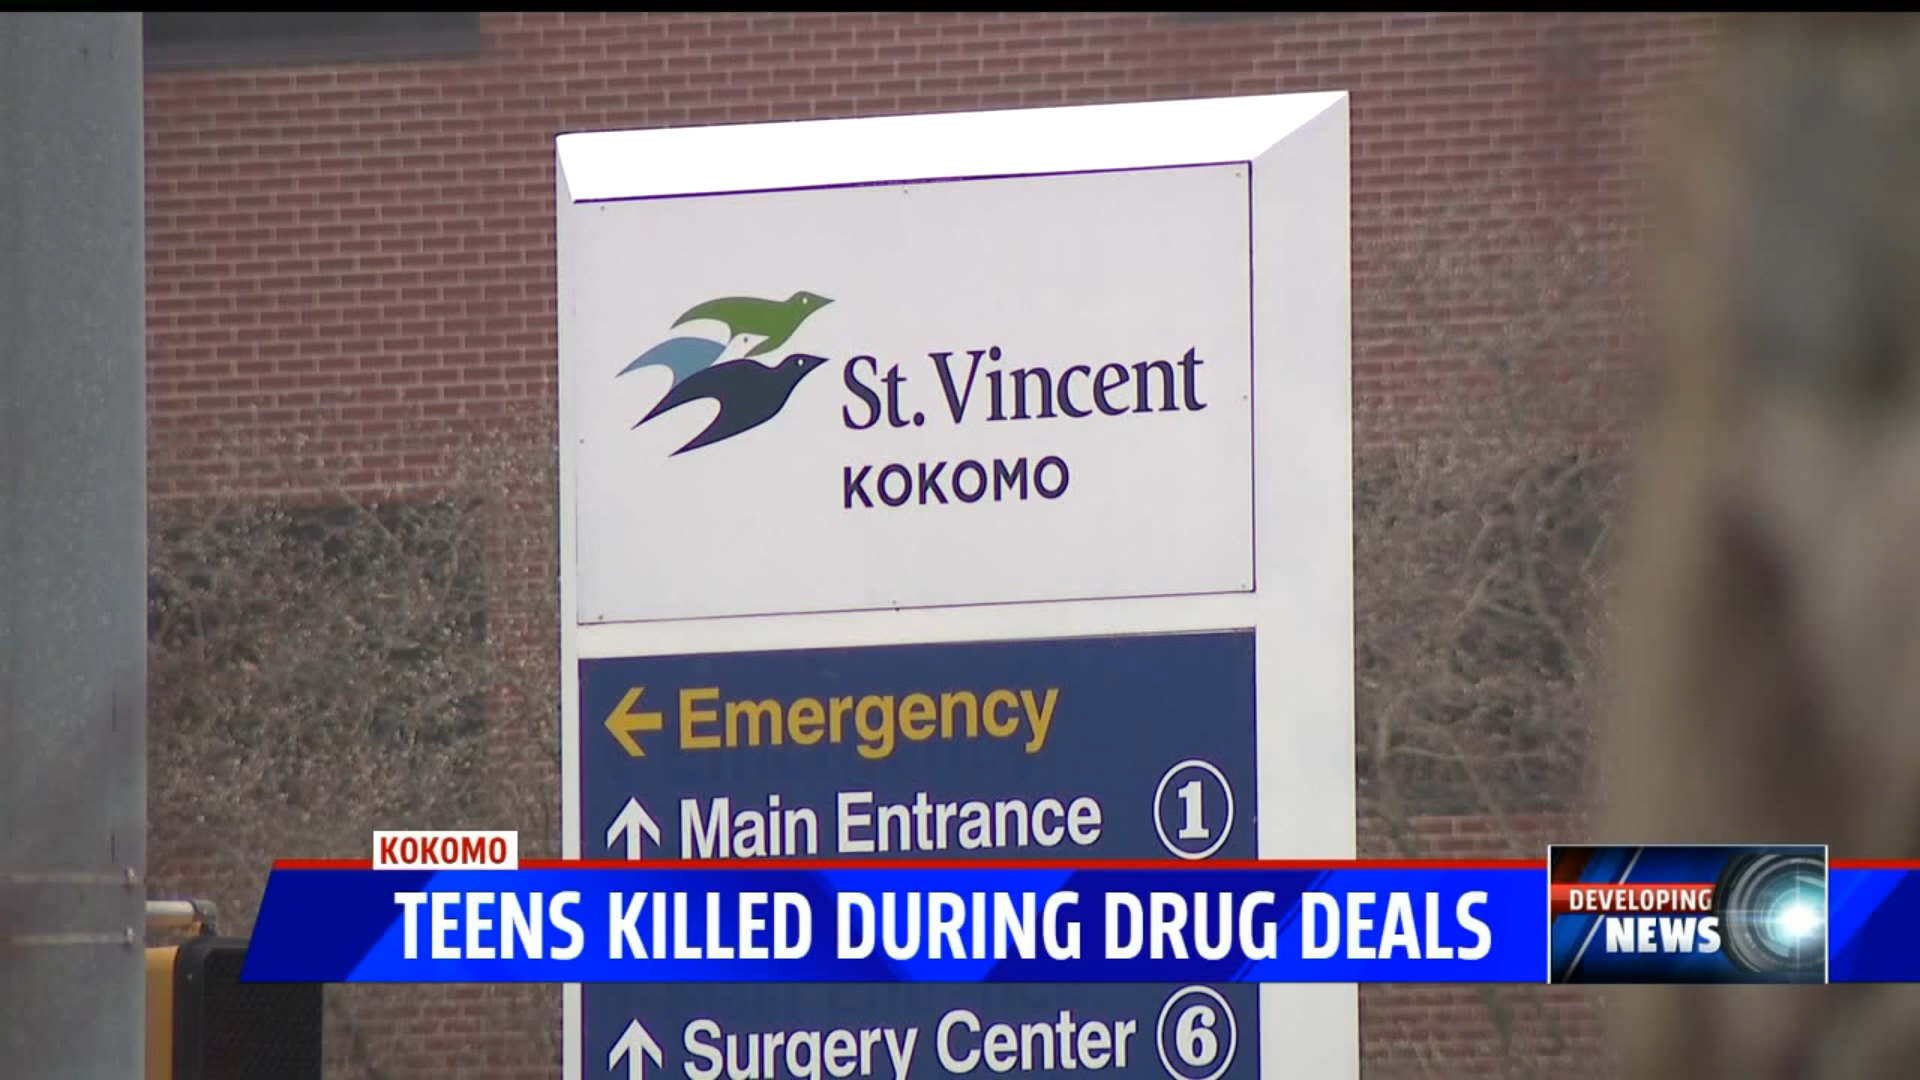 St. Vincent
KOKOMO
← Emergency
↑ Main Entrance 1
KOKOMO
TEENS KILLED DURING DRUG DEALS
DEVELOPING
NEWS
↑ Surgery Center 6